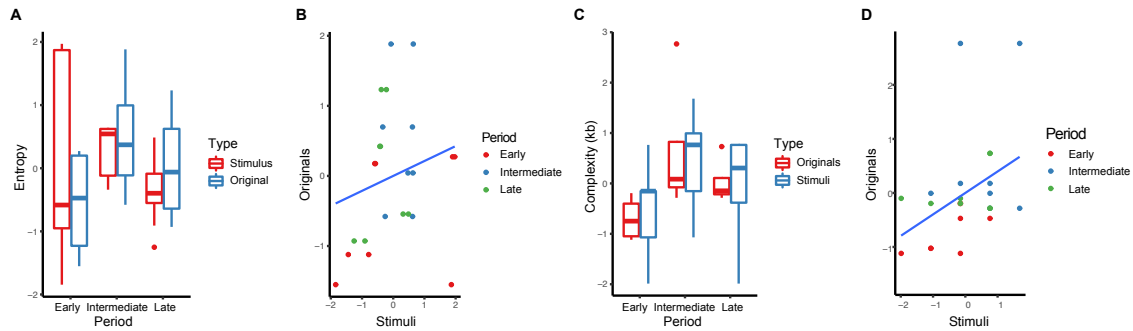 A
Entropy
2
1
0
−1
−2
Early Intermediate Late
Period
Type
Stimulus
Original
B
Originals
2
1
0
−1
−2 −1 0 1 2
Stimuli
Period
Early
Intermediate
Late
C
Complexity (kb)
3
2
1
0
−1
−2
Early Intermediate Late
Period
Type
Originals
Stimuli
D
Originals
2
1
0
−1
−2 −1 0 1
Stimuli
Period
Early
Intermediate
Late